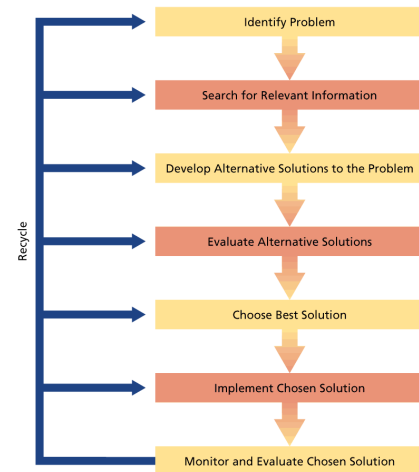 Identify Problem
Search for Relevant Information
Develop Alternative Solutions to the Problem
Evaluate Alternative Solutions
Choose Best Solution
Implement Chosen Solution
Monitor and Evaluate Chosen Solution
Recycle